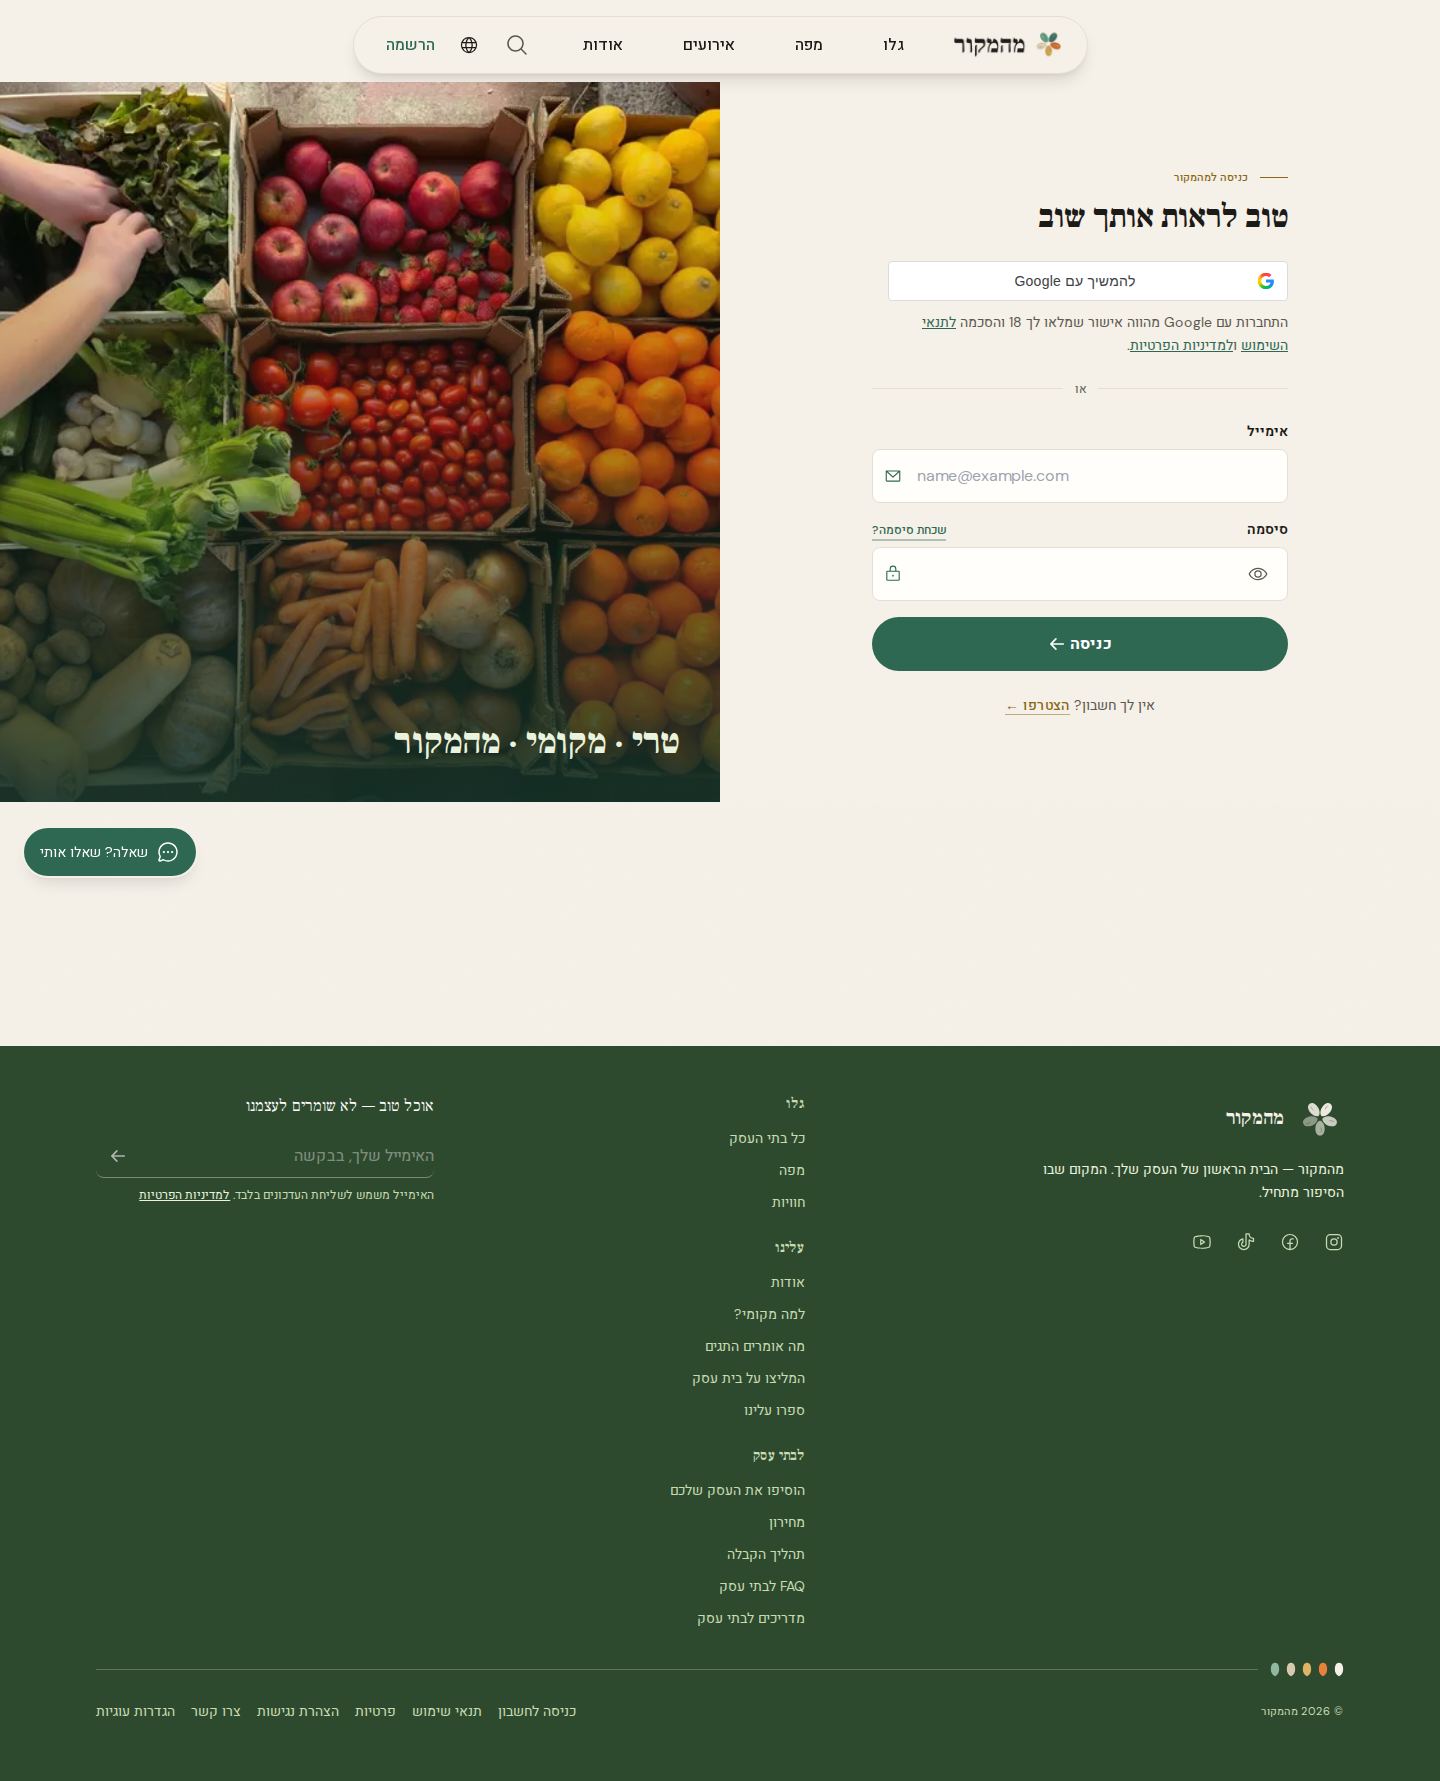 מהמקור
גלו
מפה
אירועים
אודות
הרשמה
כניסה למהמקור
טוב לראות אותך שוב
להמשיך עם Google
התחברות עם Google מהווה אישור שמלאו לך 18 והסכמה לתנאי
השימוש ולמדיניות הפרטיות.
או
אימייל
name@example.com
סיסמה
שכחת סיסמה?
כניסה ←
אין לך חשבון? הצטרפו ←
טרי · מקומי · מהמקור
שאלה? שאלו אותי
מהמקור
מהמקור — הבית הראשון של העסק שלך. המקום שבו
הסיפור מתחיל.
גלו
כל בתי העסק
מפה
חוויות
עלינו
אודות
למה מקומי?
מה אומרים התגים
המליצו על בית עסק
ספרו עלינו
לבתי עסק
הוסיפו את העסק שלכם
מחירון
תהליך הקבלה
FAQ לבתי עסק
מדריכים לבתי עסק
אוכל טוב — לא שומרים לעצמנו
האימייל שלך, בבקשה
האימייל משמש לשליחת העדכונים בלבד. למדיניות הפרטיות
© 2026 מהמקור
כניסה לחשבון
תנאי שימוש
פרטיות
הצהרת נגישות
צרו קשר
הגדרות עוגיות